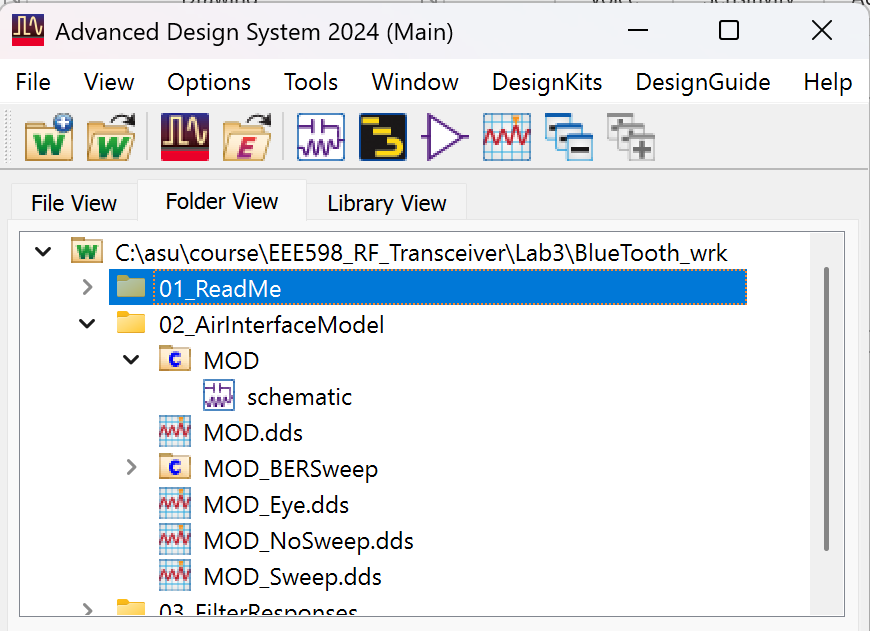 Advanced Design System 2024 (Main)
File View Options Tools Window DesignKits DesignGuide Help
File View Folder View Library View
C:\asu\course\EEE598_RF_Transceiver\Lab3\BlueTooth_wrk
01_ReadMe
02_AirInterfaceModel
MOD
schematic
MOD.dds
MOD_BERSweep
MOD_Eye.dds
MOD_NoSweep.dds
MOD_Sweep.dds
03_FilterResponses